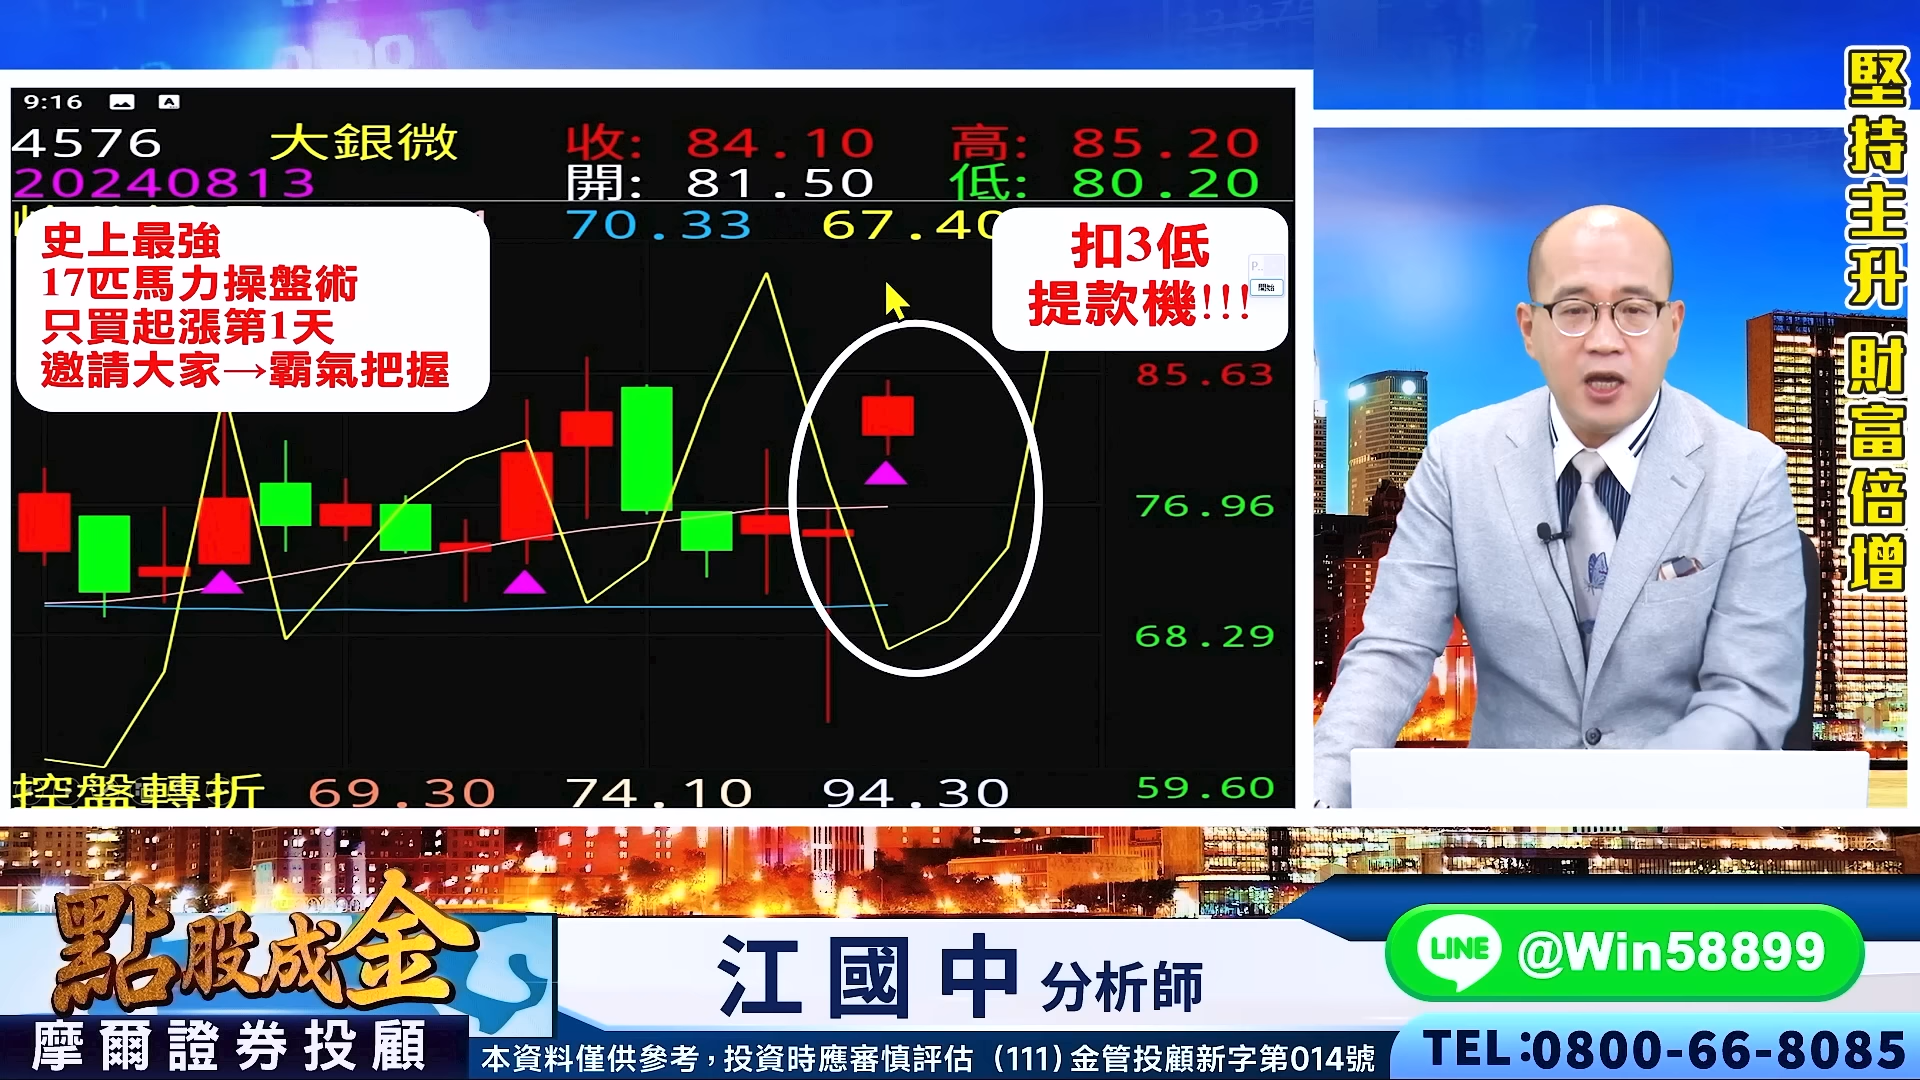 9:16
4576 大銀微 收: 84.10 高: 85.20
20240813 開: 81.50 低: 80.20
70.33 67.40
史上最強
17匹馬力操盤術
只買起漲第1天
邀請大家→霸氣把握
扣3低
提款機!!!
開始
85.63
76.96
68.29
59.60
控盤轉折 69.30 74.10 94.30
堅持主升 財富倍增
點股成金
摩爾證券投顧
江國中 分析師
本資料僅供參考，投資時應審慎評估 (111)金管投顧新字第014號
LINE @Win58899
TEL:0800-66-8085